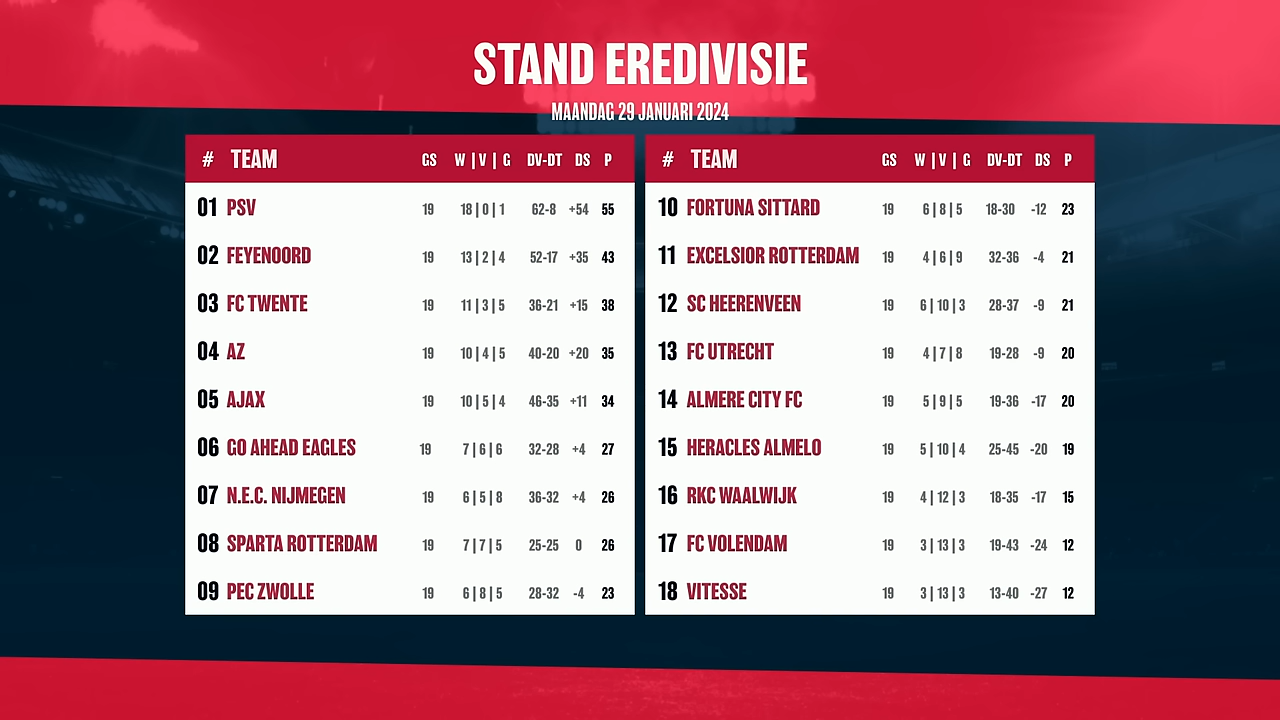 STAND EREDIVISIE
MAANDAG 29 JANUARI 2024
# TEAM GS W | V | G DV-DT DS P
01 PSV 19 18 | 0 | 1 62-8 +54 55
02 FEYENOORD 19 13 | 2 | 4 52-17 +35 43
03 FC TWENTE 19 11 | 3 | 5 36-21 +15 38
04 AZ 19 10 | 4 | 5 40-20 +20 35
05 AJAX 19 10 | 5 | 4 46-35 +11 34
06 GO AHEAD EAGLES 19 7 | 6 | 6 32-28 +4 27
07 N.E.C. NIJMEGEN 19 6 | 5 | 8 36-32 +4 26
08 SPARTA ROTTERDAM 19 7 | 7 | 5 25-25 0 26
09 PEC ZWOLLE 19 6 | 8 | 5 28-32 -4 23
# TEAM GS W | V | G DV-DT DS P
10 FORTUNA SITTARD 19 6 | 8 | 5 18-30 -12 23
11 EXCELSIOR ROTTERDAM 19 4 | 6 | 9 32-36 -4 21
12 SC HEERENVEEN 19 6 | 10 | 3 28-37 -9 21
13 FC UTRECHT 19 4 | 7 | 8 19-28 -9 20
14 ALMERE CITY FC 19 5 | 9 | 5 19-36 -17 20
15 HERACLES ALMELO 19 5 | 10 | 4 25-45 -20 19
16 RKC WAALWIJK 19 4 | 12 | 3 18-35 -17 15
17 FC VOLENDAM 19 3 | 13 | 3 19-43 -24 12
18 VITESSE 19 3 | 13 | 3 13-40 -27 12